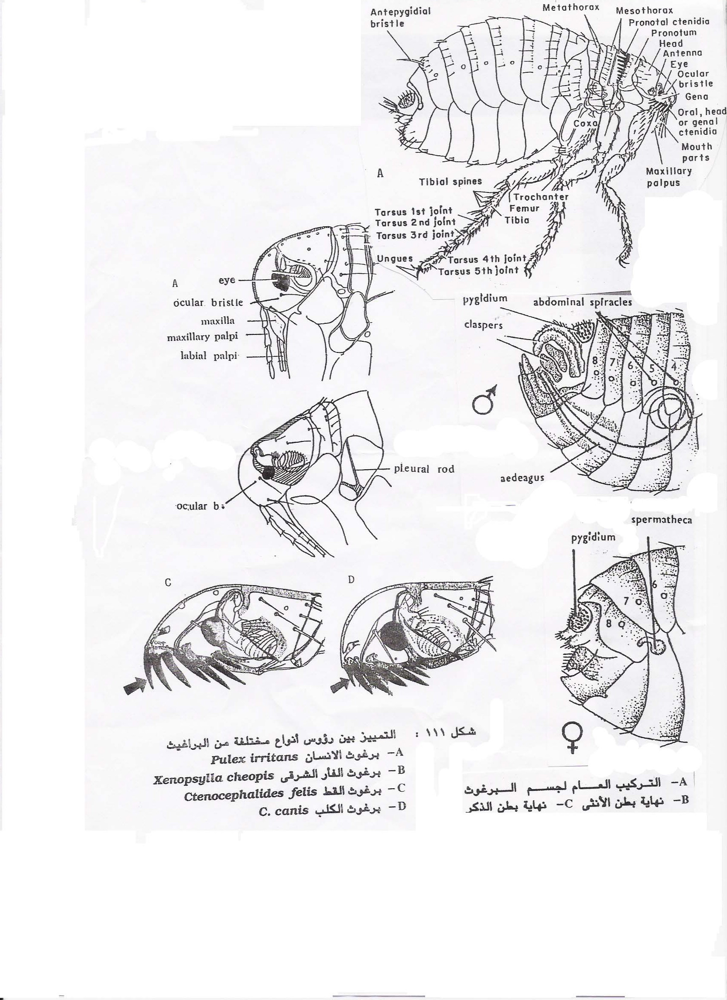 Antepygidial
bristle
Metathorax
Mesothorax
Pronotal ctenidia
Pronotum
Head
Antenna
Eye
Ocular
bristle
Gena
Oral, head
or genal
ctenidia
Mouth
parts
Maxillary
palpus
Coxa
A
Tibial spines
Trochanter
Femur
Tibia
Tarsus 1st joint
Tarsus 2nd joint
Tarsus 3rd joint
Ungues
Tarsus 4th joint
Tarsus 5th joint
A
eye
ocular bristle
maxilla
maxillary palpi
labial palpi
pygidium
abdominal spiracles
claspers
8 7 6 5 4
aedeagus
pleural rod
ocular b:
spermatheca
pygidium
6
7
8
C
D
شكل ١١١ : التمييز بين رؤوس أنواع مختلفة من البراغيث
A- برغوث الانسان Pulex irritans
B- برغوث الفأر الشرقى Xenopsylla cheopis
C- برغوث القط Ctenocephalides felis
D- برغوث الكلب C. canis
A- التركيب العام لجسم البرغوث
B- نهاية بطن الأنثى C- نهاية بطن الذكر